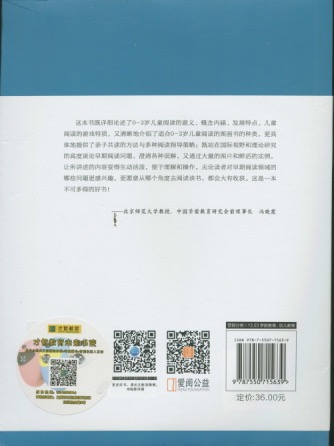 这本书既详细论述了0-3岁儿童阅读的意义、概念内涵、发展特点、儿童
阅读的游戏特质,又清晰地介绍了适合0-3岁儿童阅读的图画书的种类,更具
体地提供了亲子共读的方法与多种阅读指导策略;既站在国际视野和理论研究
的高度谈论早期阅读问题,澄清各种误解,又通过大量的图片和鲜活的实例,
让所讲述的内容变得生动活泼,便于理解和操作。无论读者对早期阅读领域的
哪些问题更感兴趣,更愿意从哪个角度去阅读该书,都会大有收获。这是一本
不可多得的好书!
——北京师范大学教授、中国学前教育研究会前理事长 冯晓霞
爱阅公益
ISBN 978-7-5507-1563-9
9 787550 715639
定价:36.00元